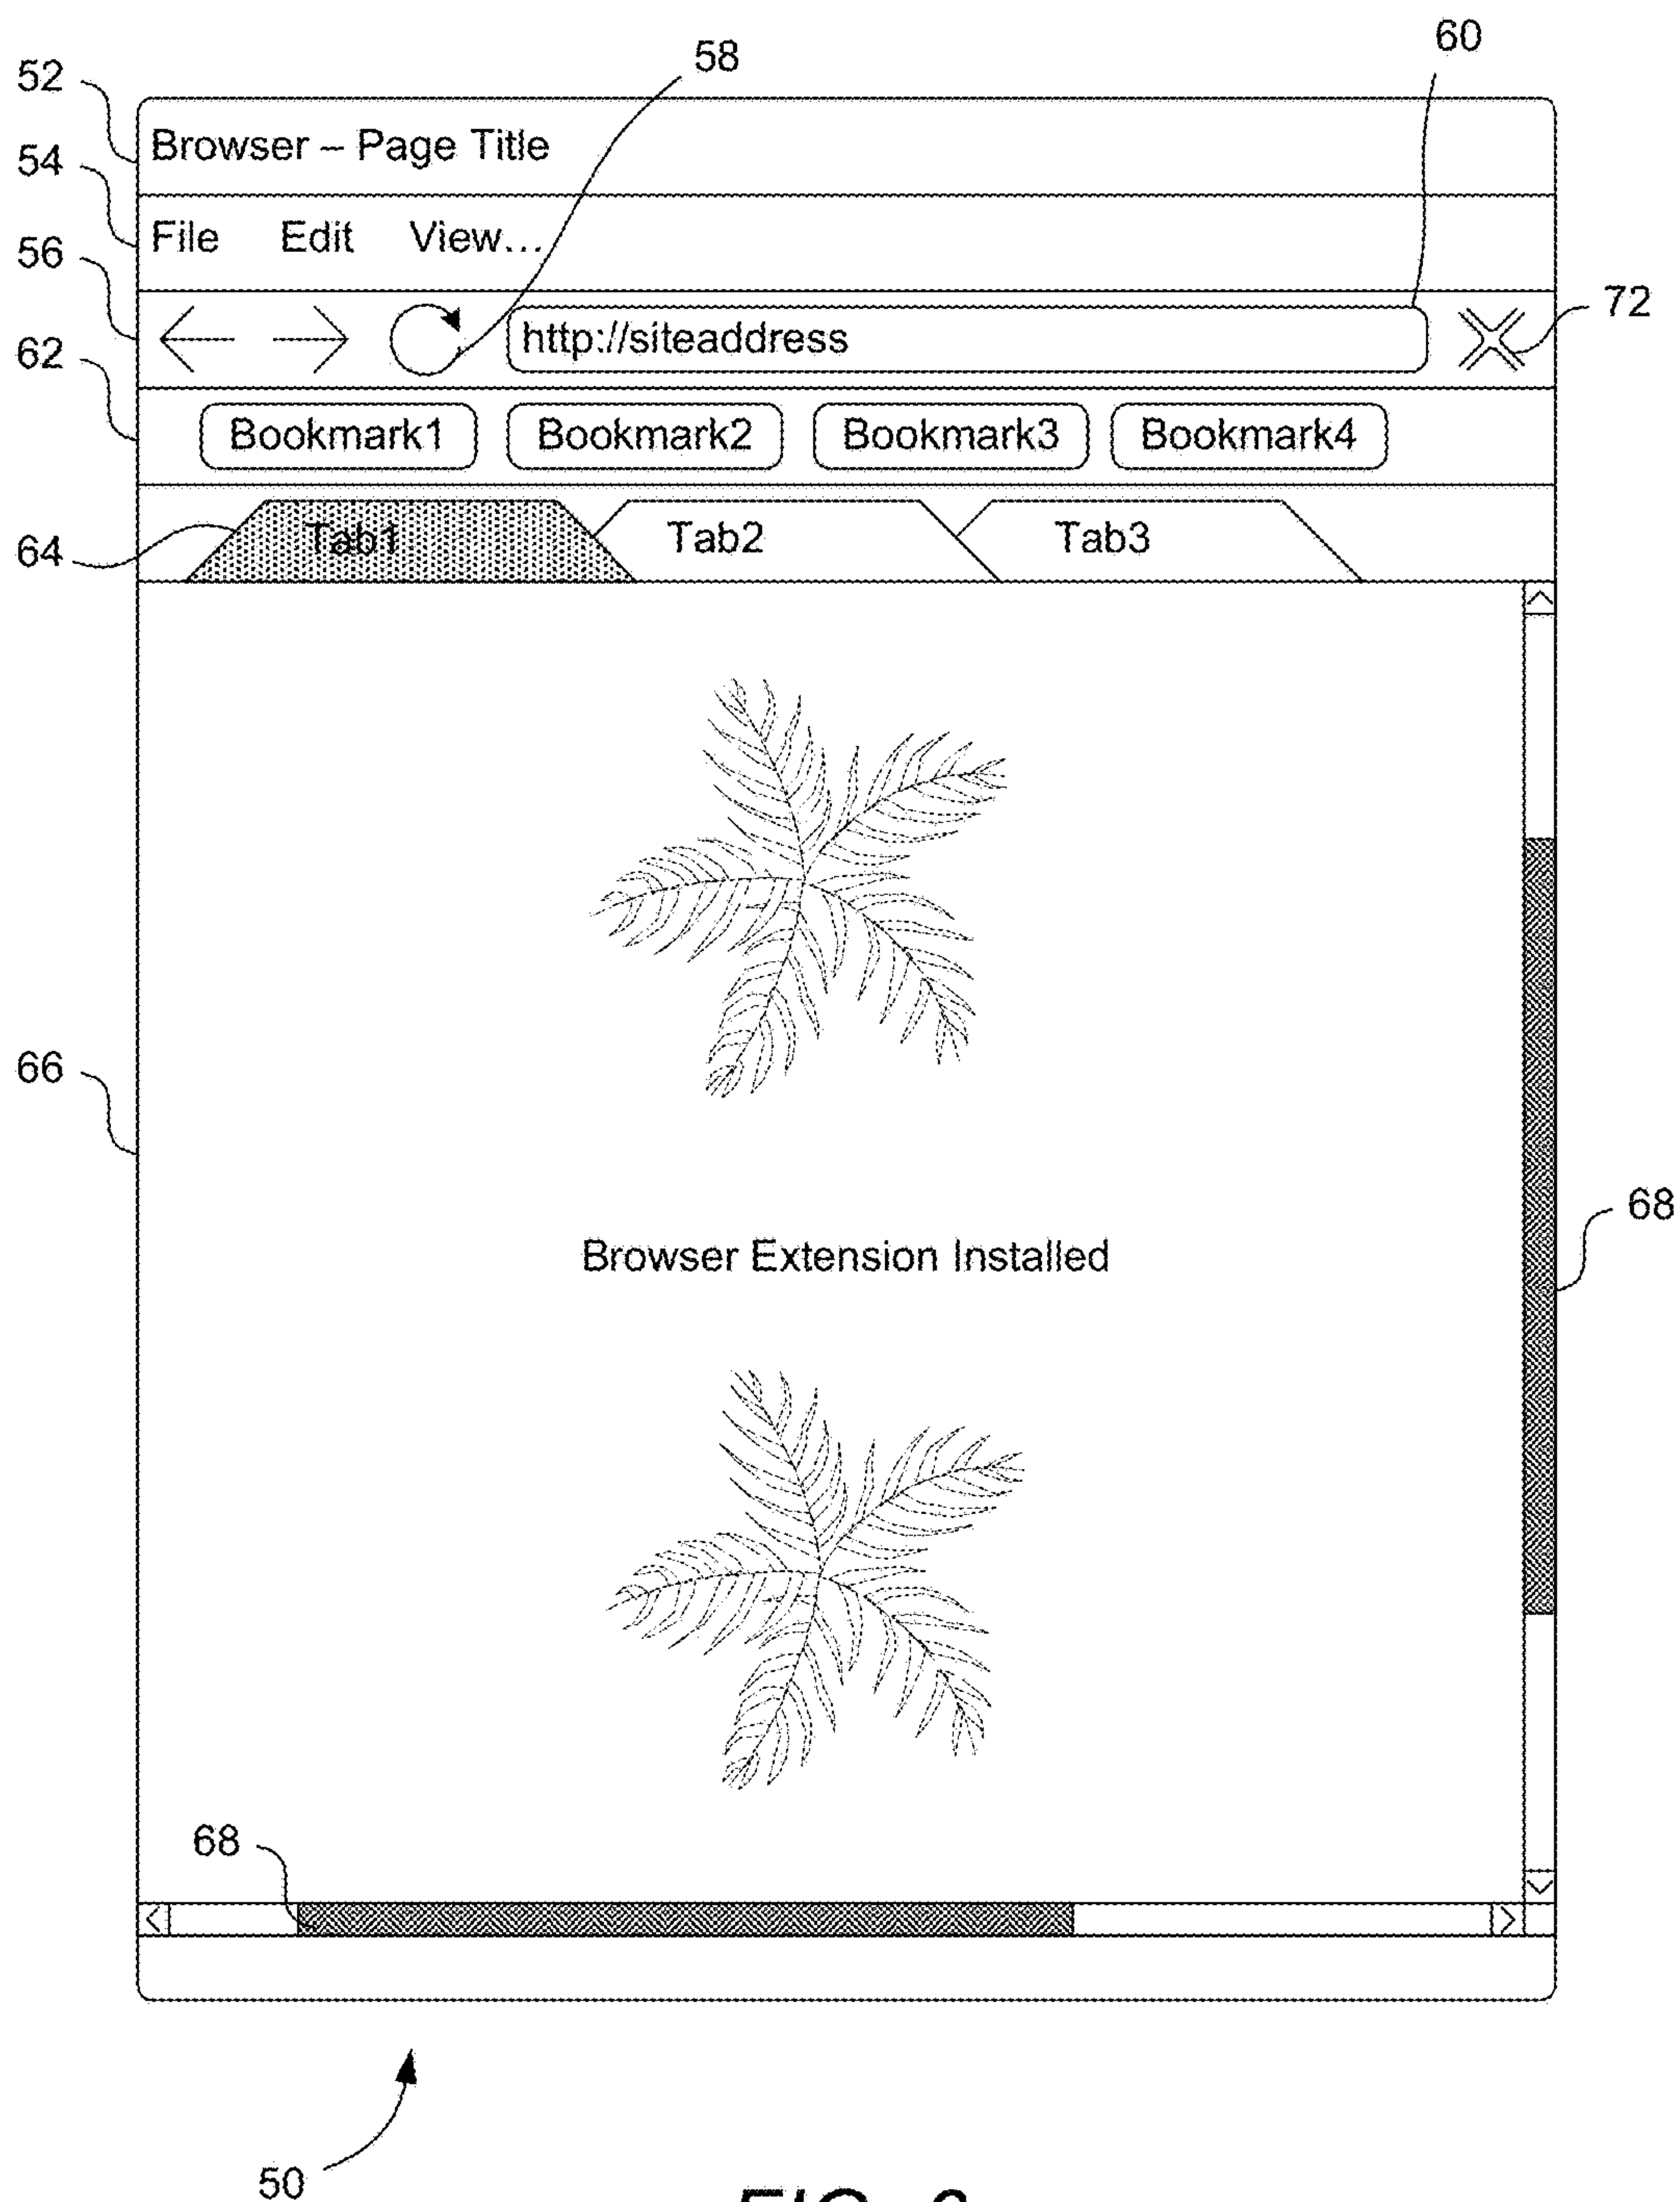 58
60
52
Browser – Page Title
54
File Edit View...
56
72
http://siteaddress
62
Bookmark1 Bookmark2 Bookmark3 Bookmark4
64
Tab1 Tab2 Tab3
66
68
Browser Extension Installed
68
50